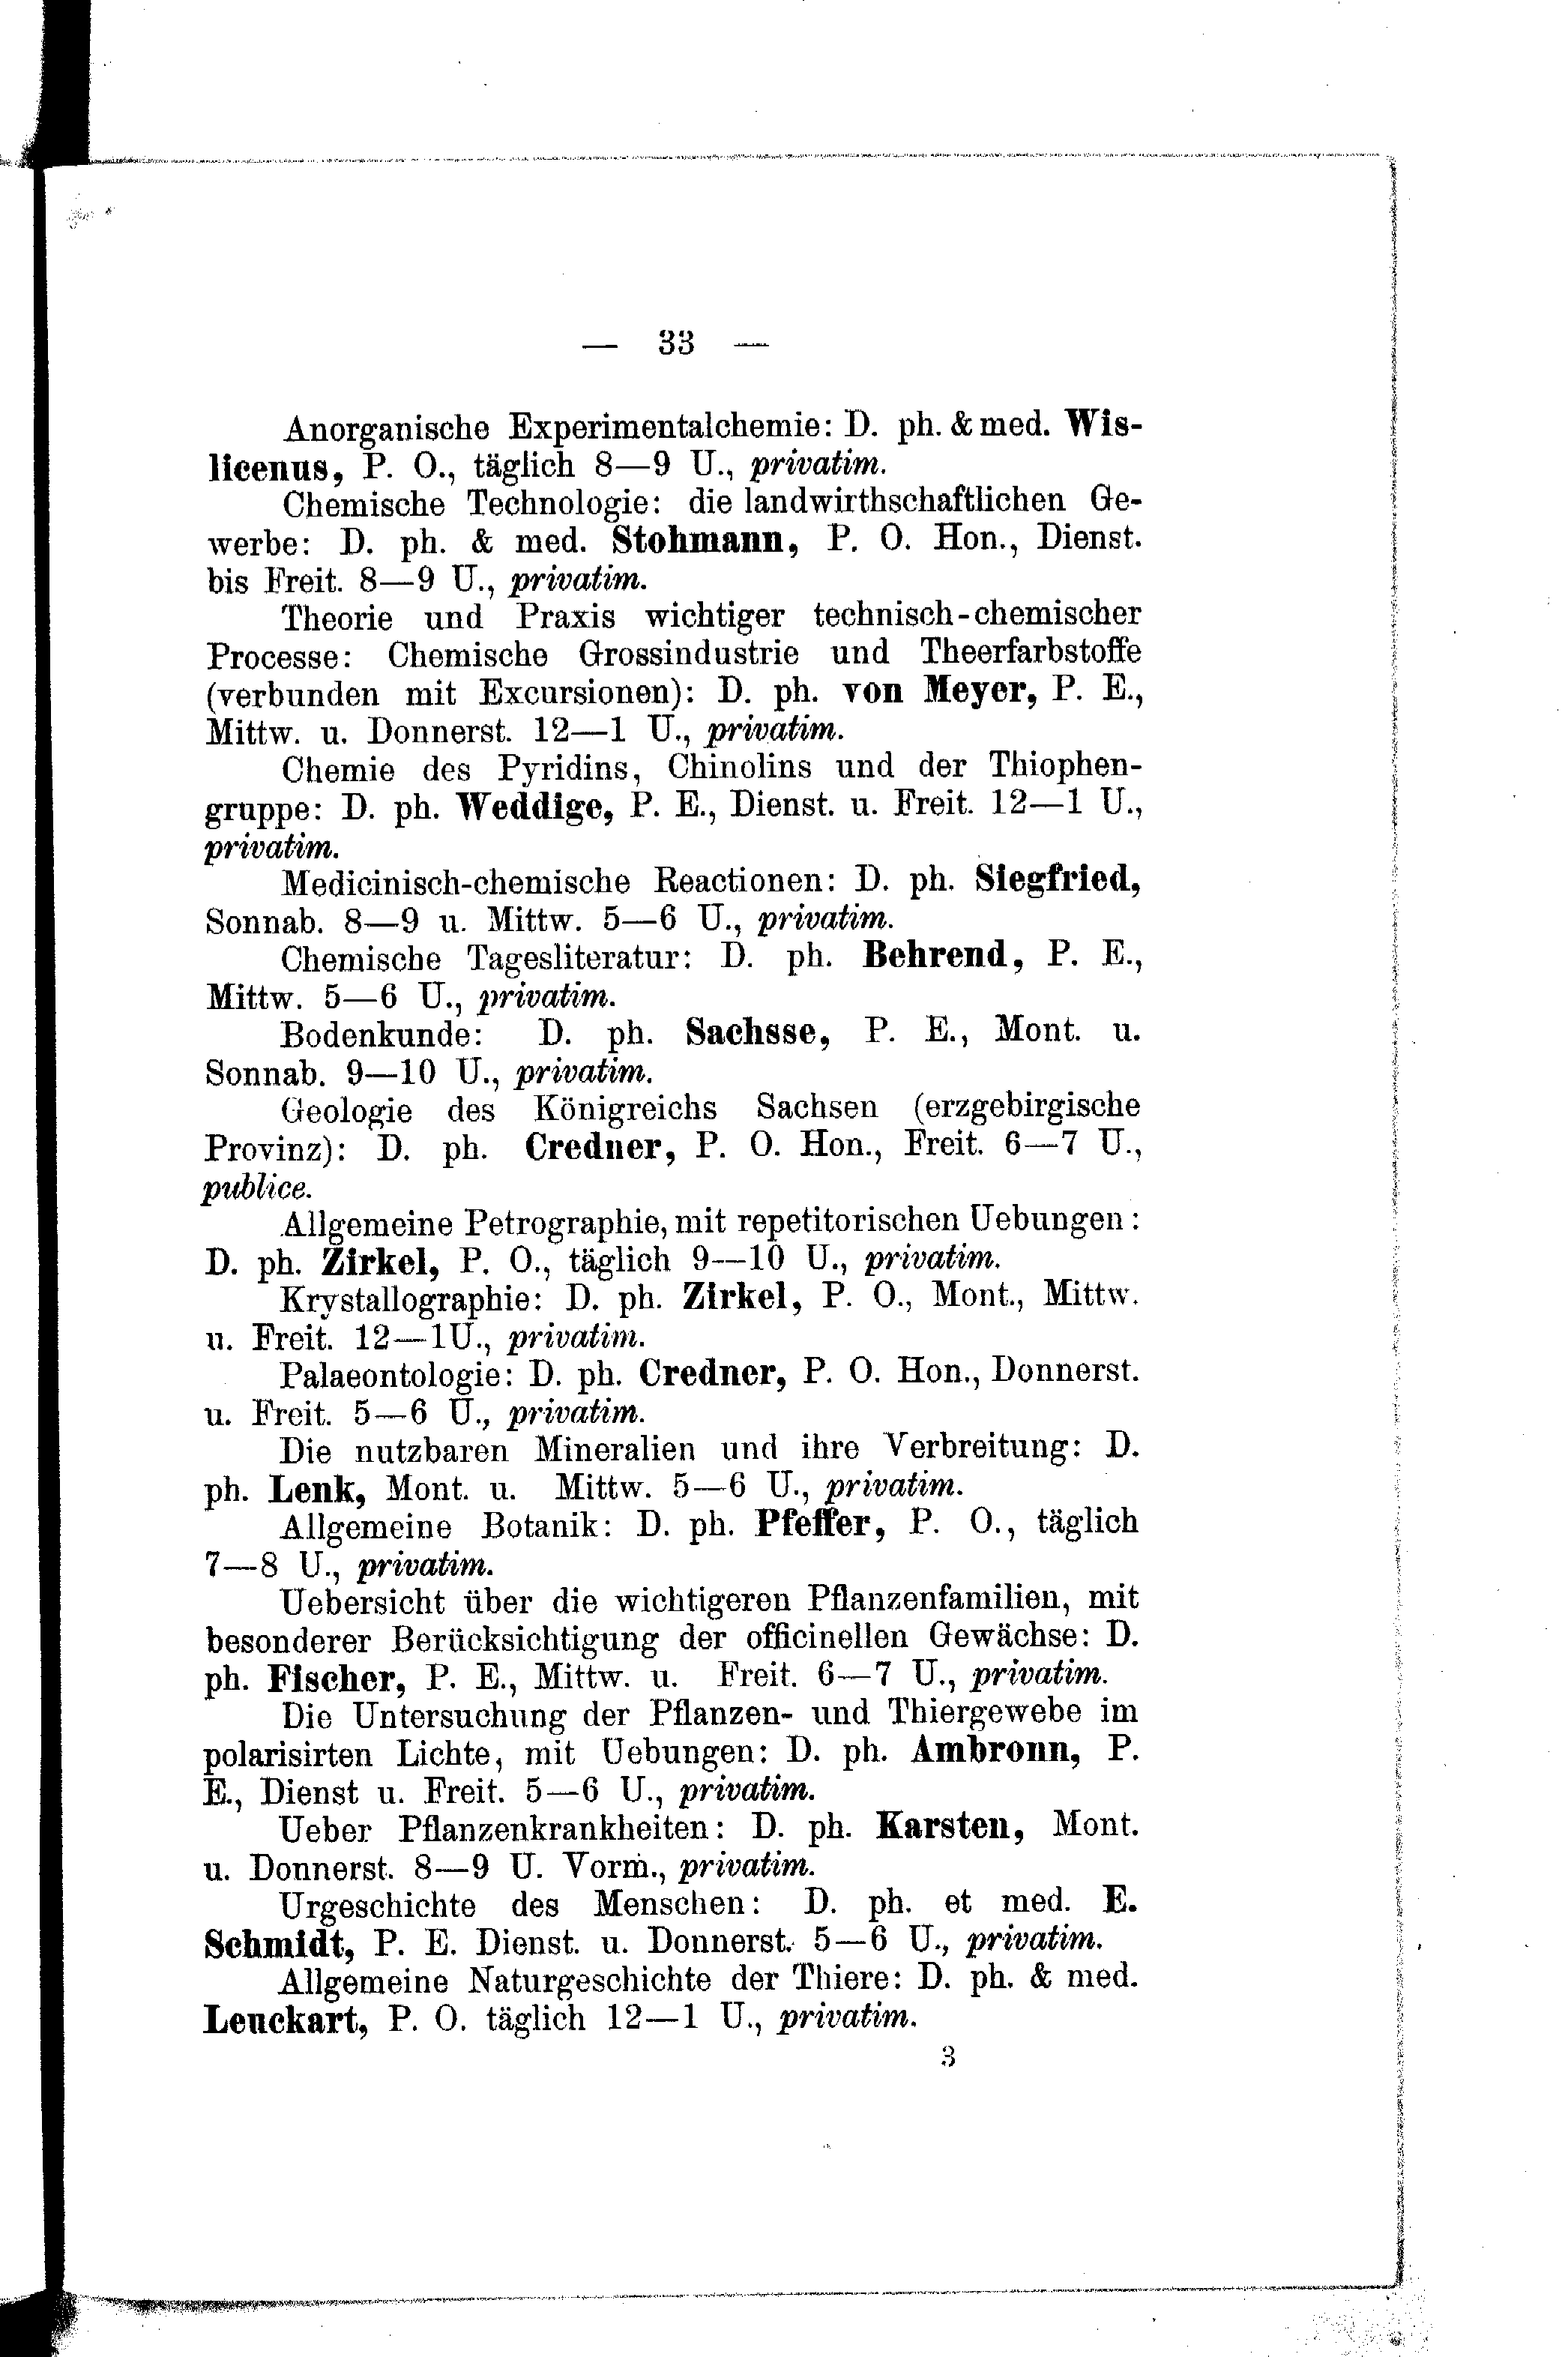 — 33 —
Anorganische Experimentalchemie: D. ph. & med. Wis-
licenus, P. O., täglich 8—9 U., privatim.
Chemische Technologie: die landwirthschaftlichen Ge-
werbe: D. ph. & med. Stohmann, P. O. Hon., Dienst.
bis Freit. 8—9 U., privatim.
Theorie und Praxis wichtiger technisch-chemischer
Processe: Chemische Grossindustrie und Theerfarbstoffe
(verbunden mit Excursionen): D. ph. von Meyer, P. E.,
Mittw. u. Donnerst. 12—1 U., privatim.
Chemie des Pyridins, Chinolins und der Thiophen-
gruppe: D. ph. Weddige, P. E., Dienst. u. Freit. 12—1 U.,
privatim.
Medicinisch-chemische Reactionen: D. ph. Siegfried,
Sonnab. 8—9 u. Mittw. 5—6 U., privatim.
Chemische Tagesliteratur: D. ph. Behrend, P. E.,
Mittw. 5—6 U., privatim.
Bodenkunde: D. ph. Sachsse, P. E., Mont. u.
Sonnab. 9—10 U., privatim.
Geologie des Königreichs Sachsen (erzgebirgische
Provinz): D. ph. Credner, P. O. Hon., Freit. 6—7 U.,
publice.
Allgemeine Petrographie, mit repetitorischen Uebungen:
D. ph. Zirkel, P. O., täglich 9—10 U., privatim.
Krystallographie: D. ph. Zirkel, P. O., Mont., Mittw.
u. Freit. 12—1U., privatim.
Palaeontologie: D. ph. Credner, P. O. Hon., Donnerst.
u. Freit. 5—6 U., privatim.
Die nutzbaren Mineralien und ihre Verbreitung: D.
ph. Lenk, Mont. u. Mittw. 5—6 U., privatim.
Allgemeine Botanik: D. ph. Pfeffer, P. O., täglich
7—8 U., privatim.
Uebersicht über die wichtigeren Pflanzenfamilien, mit
besonderer Berücksichtigung der officinellen Gewächse: D.
ph. Fischer, P. E., Mittw. u. Freit. 6—7 U., privatim.
Die Untersuchung der Pflanzen- und Thiergewebe im
polarisirten Lichte, mit Uebungen: D. ph. Ambronn, P.
E., Dienst u. Freit. 5—6 U., privatim.
Ueber Pflanzenkrankheiten: D. ph. Karsten, Mont.
u. Donnerst. 8—9 U. Vorm., privatim.
Urgeschichte des Menschen: D. ph. et med. E.
Schmidt, P. E. Dienst. u. Donnerst. 5—6 U., privatim.
Allgemeine Naturgeschichte der Thiere: D. ph. & med.
Leuckart, P. O. täglich 12—1 U., privatim.
3